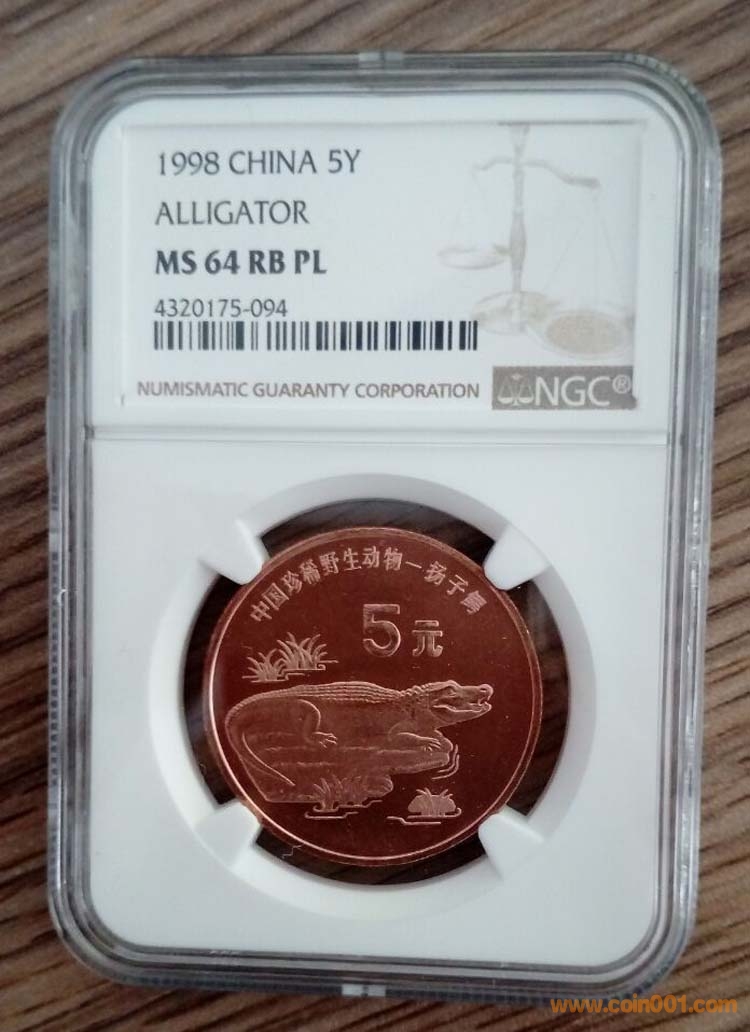 1998 CHINA 5Y
ALLIGATOR
MS 64 RB PL
4320175-094
NUMISMATIC GUARANTY CORPORATION
NGC®
中国珍稀野生动物—扬子鳄
5元
www.coin001.com